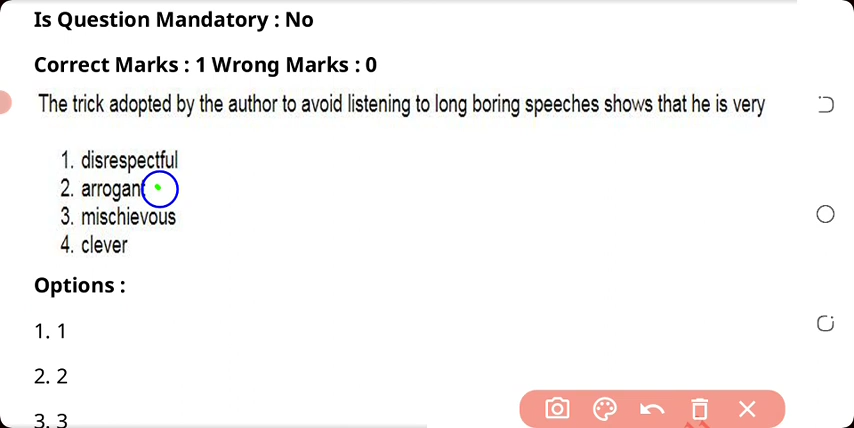 Is Question Mandatory : No
Correct Marks : 1 Wrong Marks : 0
The trick adopted by the author to avoid listening to long boring speeches shows that he is very
1. disrespectful
2. arrogant
3. mischievous
4. clever
Options :
1. 1
2. 2
3. 3